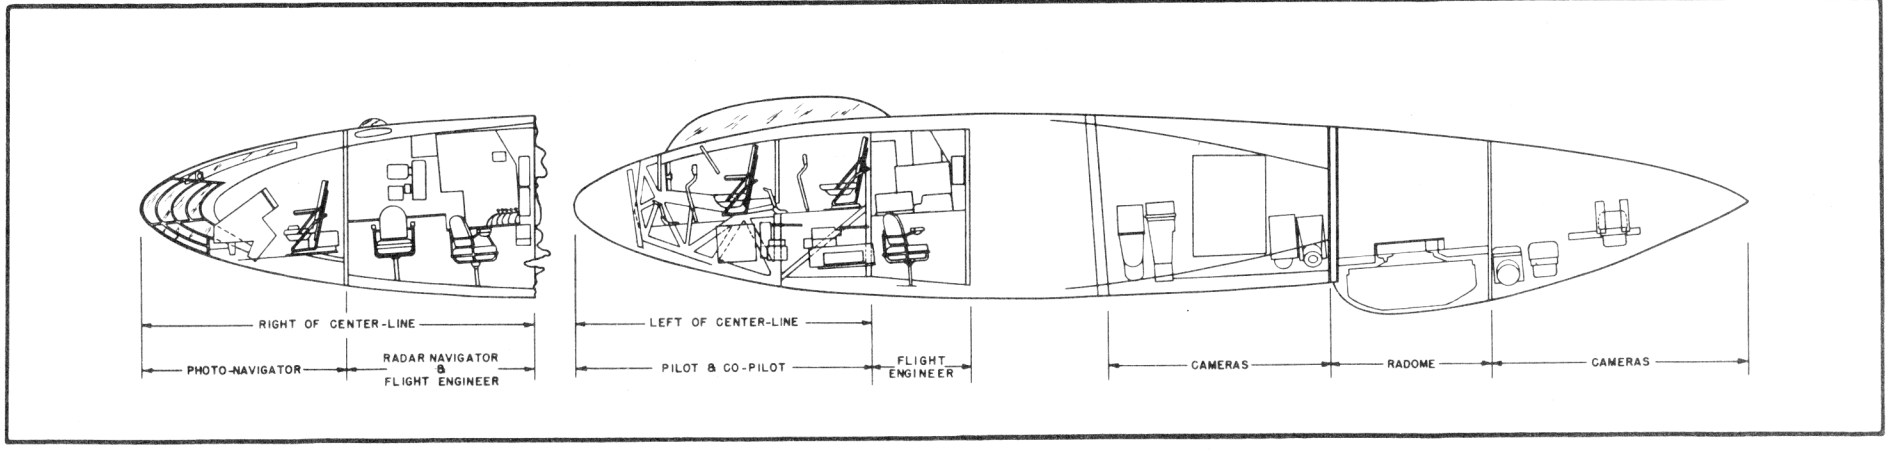 RIGHT OF CENTER-LINE
LEFT OF CENTER-LINE
PHOTO-NAVIGATOR
RADAR NAVIGATOR
&
FLIGHT ENGINEER
PILOT & CO-PILOT
FLIGHT
ENGINEER
CAMERAS
RADOME
CAMERAS